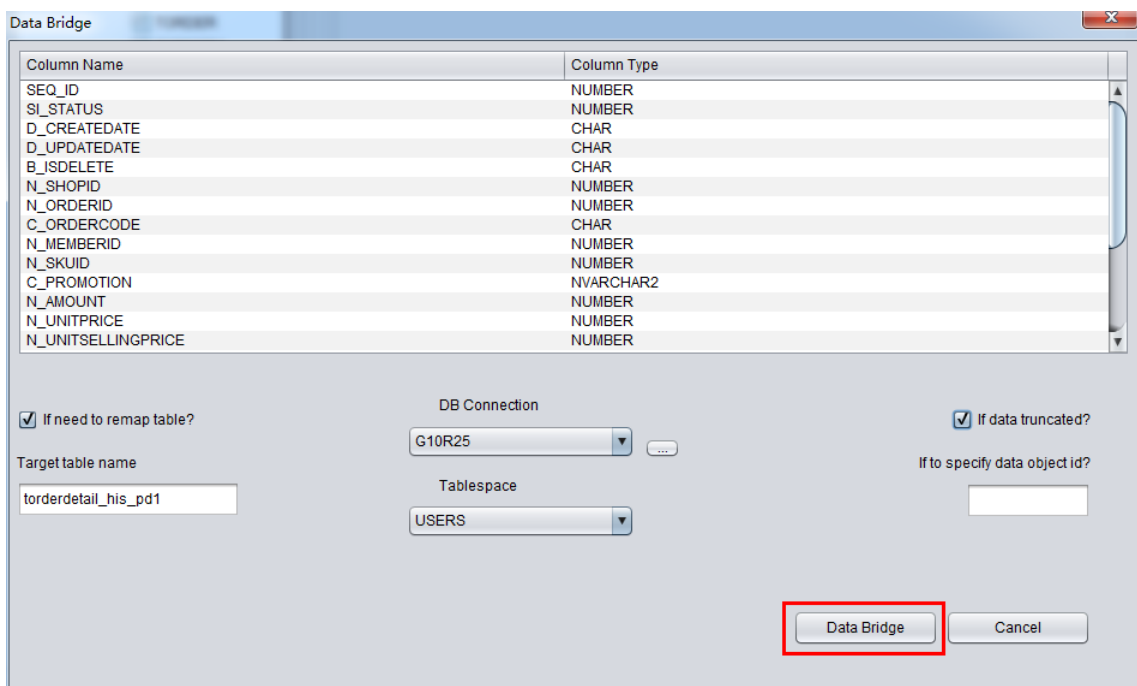 Data Bridge
Column Name Column Type
SEQ_ID NUMBER
SI_STATUS NUMBER
D_CREATEDATE CHAR
D_UPDATEDATE CHAR
B_ISDELETE CHAR
N_SHOPID NUMBER
N_ORDERID NUMBER
C_ORDERCODE CHAR
N_MEMBERID NUMBER
N_SKUID NUMBER
C_PROMOTION NVARCHAR2
N_AMOUNT NUMBER
N_UNITPRICE NUMBER
N_UNITSELLINGPRICE NUMBER
If need to remap table?
DB Connection
If data truncated?
G10R25
...
Target table name
If to specify data object id?
torderdetail_his_pd1
Tablespace
USERS
Data Bridge Cancel